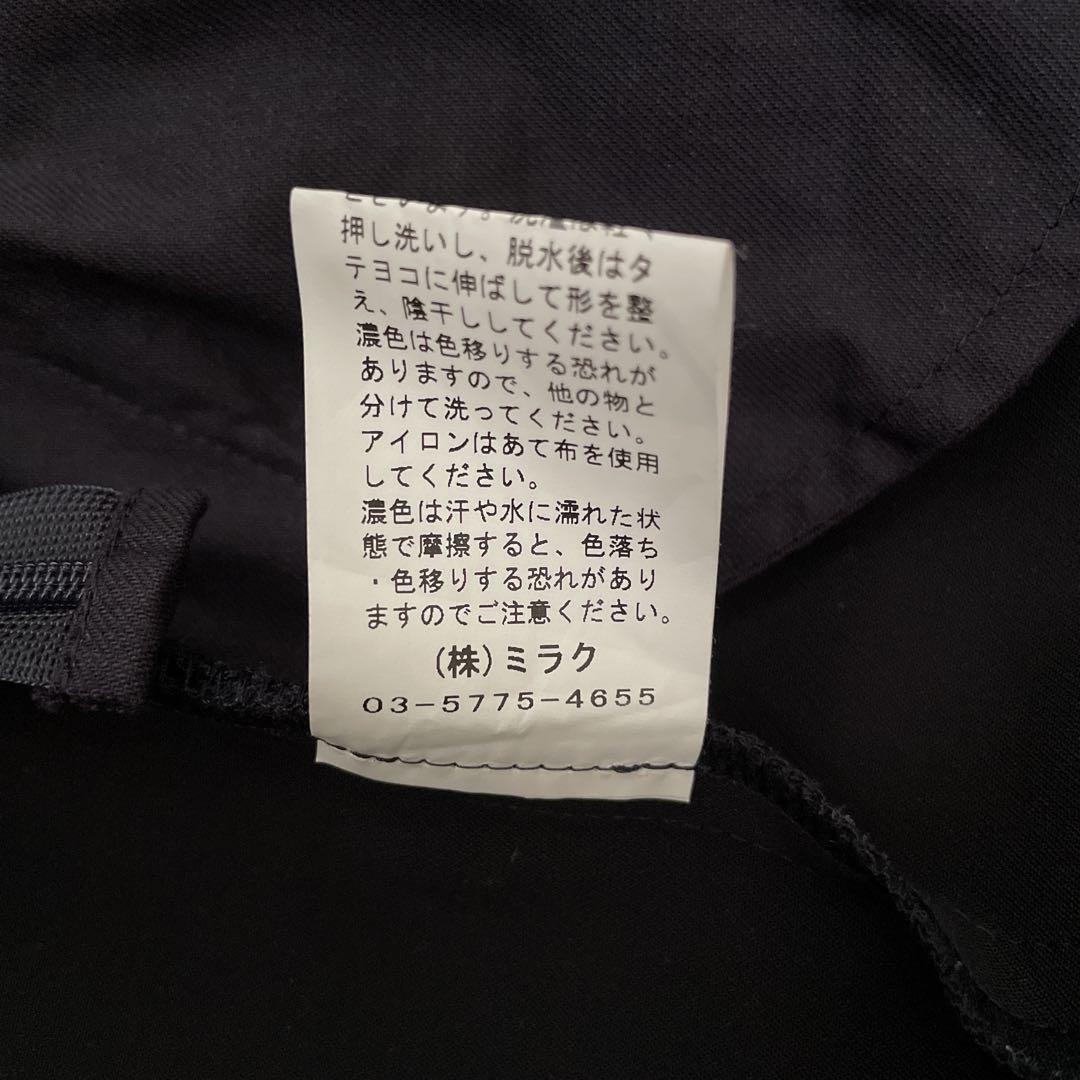 押し洗いし、脱水後はタ
テヨコに伸ばして形を整
え、陰干ししてください。
濃色は色移りする恐れが
ありますので、他の物と
分けて洗ってください。
アイロンはあて布を使用
してください。
濃色は汗や水に濡れた状
態で摩擦すると、色落ち
・色移りする恐れがあり
ますのでご注意ください。
(株)ミラク
03-5775-4655